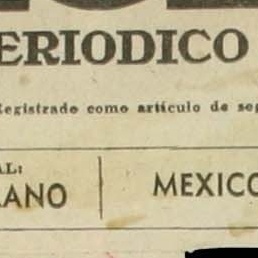 ERIODICO
Registrado como artículo de se
AL:
ANO
MEXICO